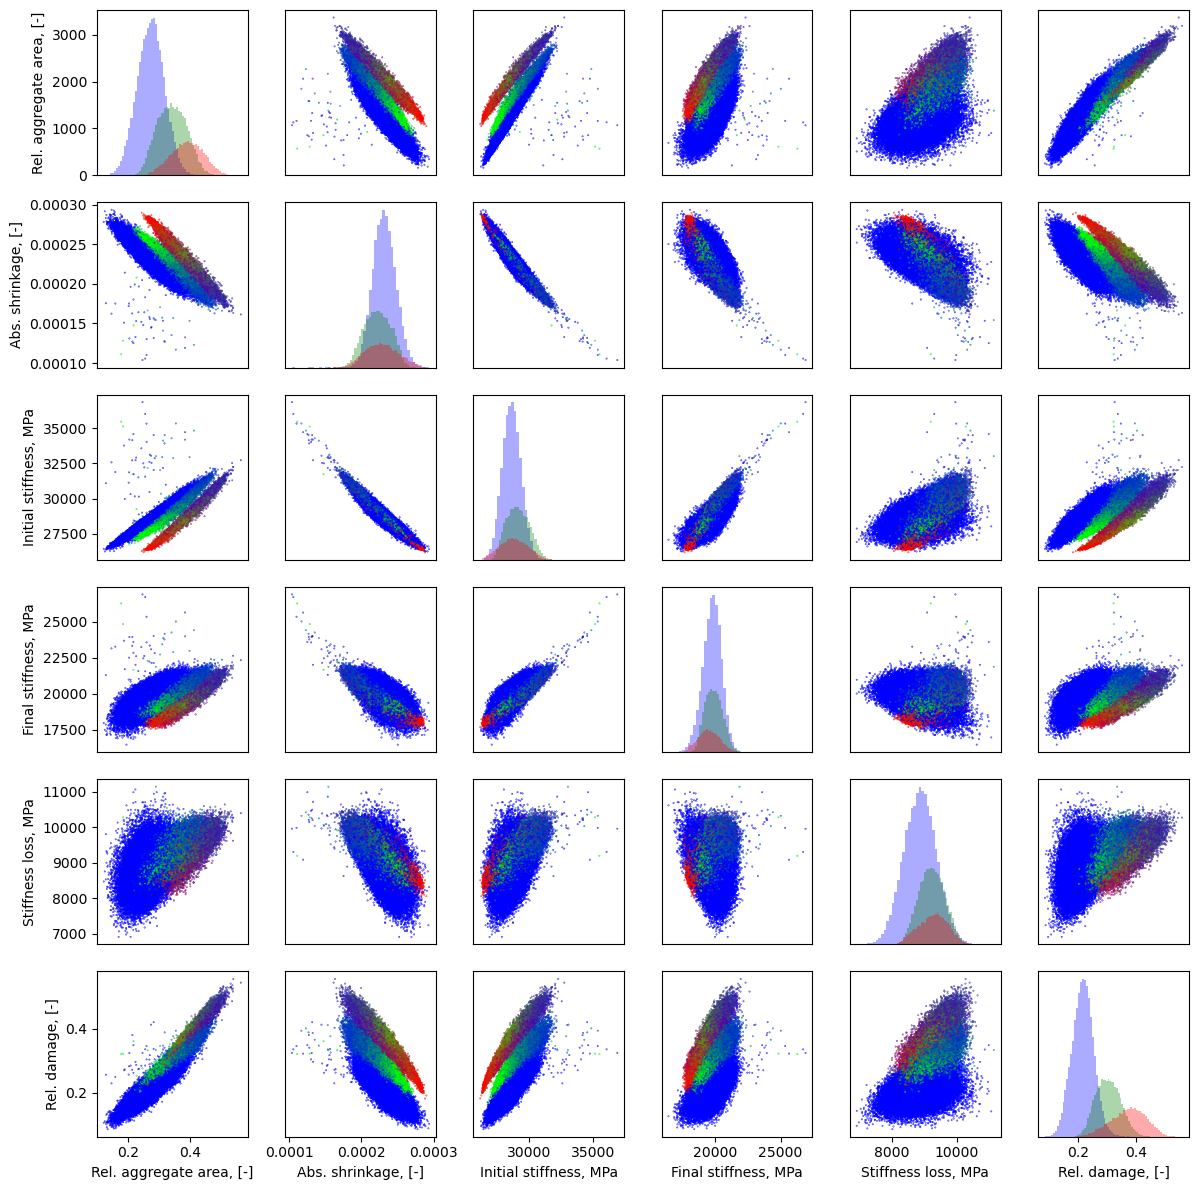 Rel. aggregate area, [-]
3000
2000
1000
0
Abs. shrinkage, [-]
0.00030
0.00025
0.00020
0.00015
0.00010
Initial stiffness, MPa
35000
32500
30000
27500
Final stiffness, MPa
25000
22500
20000
17500
Stiffness loss, MPa
11000
10000
9000
8000
7000
Rel. damage, [-]
0.4
0.2
0.2 0.4
0.0001 0.0002 0.0003
30000 35000
20000 25000
8000 10000
0.2 0.4
Rel. aggregate area, [-]
Abs. shrinkage, [-]
Initial stiffness, MPa
Final stiffness, MPa
Stiffness loss, MPa
Rel. damage, [-]